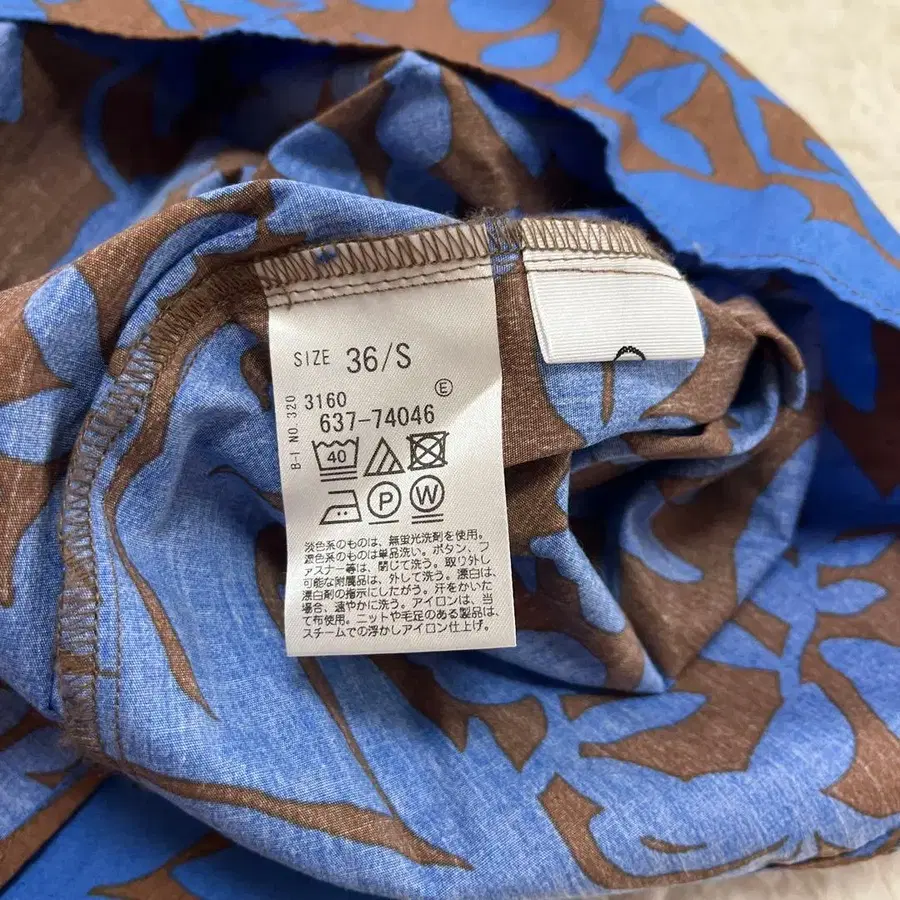 SIZE 36/S
Ⓔ
B-I NO. 320
3160
637-74046
40
P W
淡色系のものは、無蛍光洗剤を使用。
濃色系のものは単品洗い。ボタン、フ
ァスナー等は、閉じて洗う。取り外し
可能な附属品は、外して洗う。漂白は、
漂白剤の指示にしたがう。汗をかいた
場合、速やかに洗う。アイロンは、当
て布使用。ニットや毛足のある製品は、
スチームでの浮かしアイロン仕上げ。